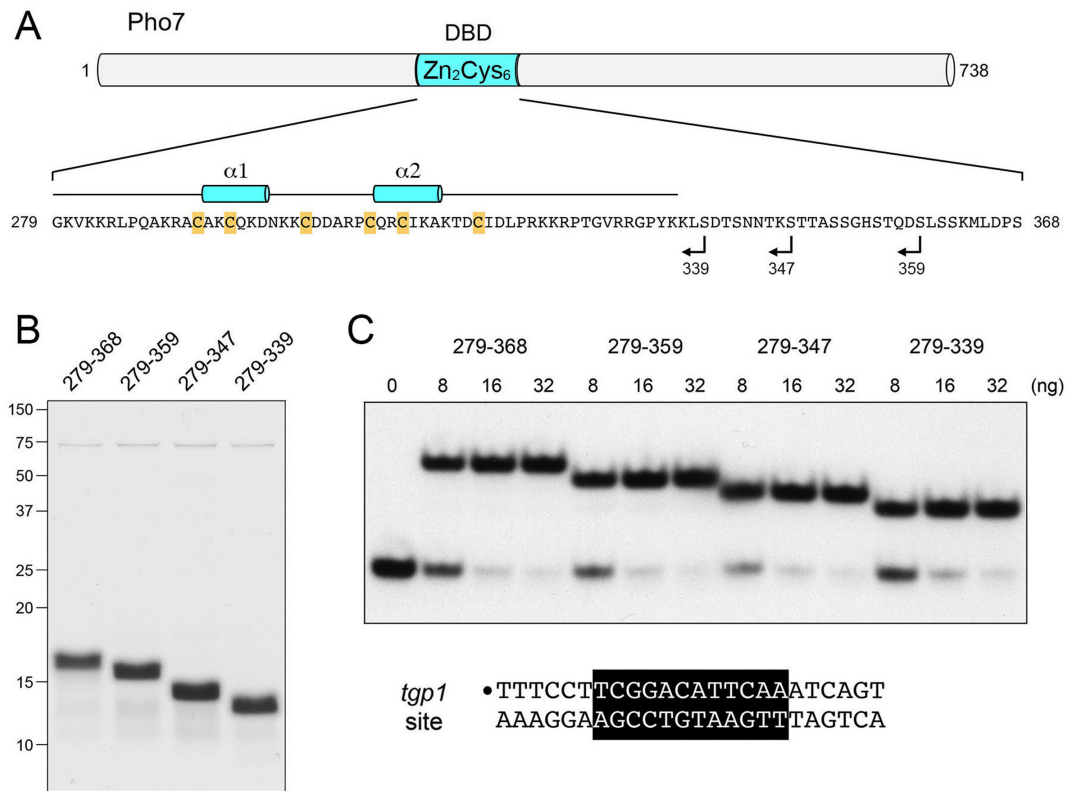 A
Pho7
DBD
1
Zn₂Cys₆
738
α1
α2
279
GKVKKRLPQAKRACAKCQKDNKKCDDARPCQRCIKAKTDCIDLPRKKRPTGVRRGPYKKLSDTSNNTKSTTASSGHSTQDSLSSKMLDPS
368
339
347
359
B
279-368
279-359
279-347
279-339
150
75
50
37
25
20
15
10
C
279-368
279-359
279-347
279-339
0 8 16 32 8 16 32 8 16 32 8 16 32 (ng)
tgp1 site
•TTTCCTTCGGACATTCAAATCAGT
AAAGGAAGCCTGTAAGTTTAGTCA